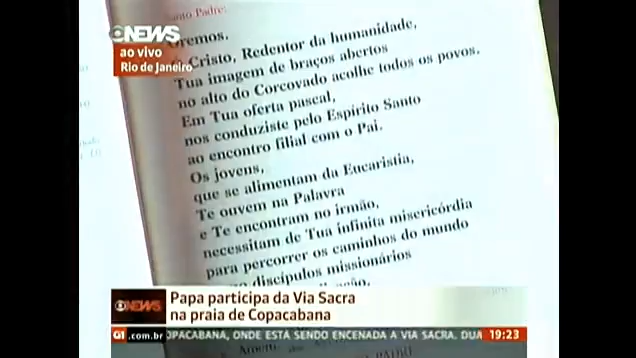 Santo Padre:
Oremos.
Cristo, Redentor da humanidade,
Tua imagem de braços abertos
no alto do Corcovado acolhe todos os povos.
Em Tua oferta pascal,
nos conduziste pelo Espírito Santo
ao encontro filial com o Pai.
Os jovens,
que se alimentam da Eucaristia,
Te ouvem na Palavra
e Te encontram no irmão,
necessitam de Tua infinita misericórdia
para percorrer os caminhos do mundo
discípulos missionários
NEWS
ao vivo
Rio de Janeiro
NEWS
Papa participa da Via Sacra
na praia de Copacabana
G1.com.br
OPACABANA, ONDE ESTÁ SENDO ENCENADA A VIA SACRA. DUA
19:23